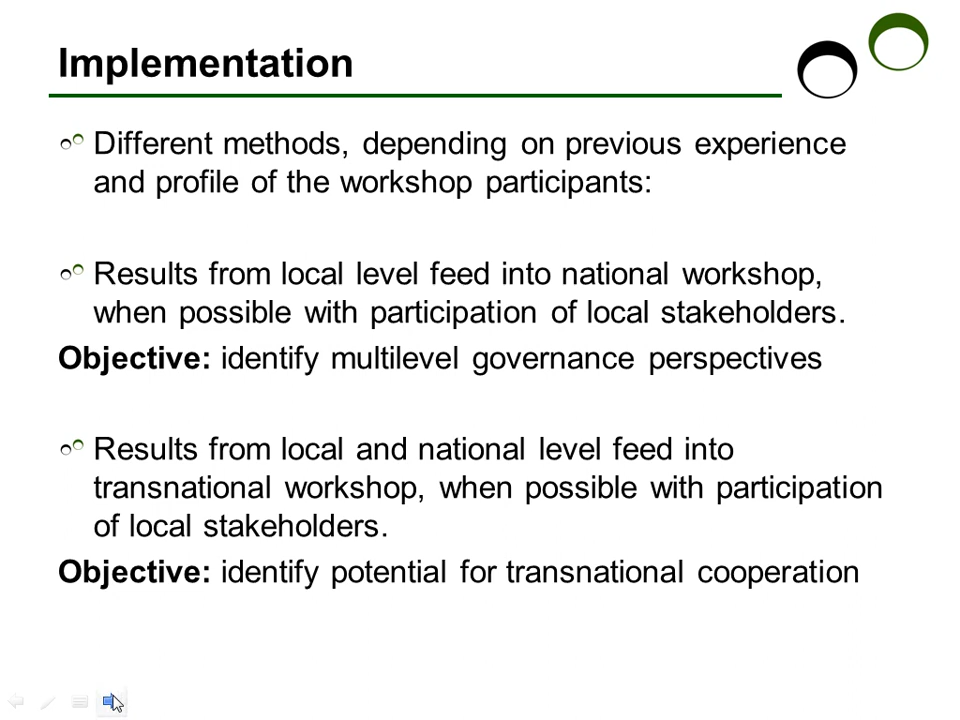 Implementation
Different methods, depending on previous experience
and profile of the workshop participants:
Results from local level feed into national workshop,
when possible with participation of local stakeholders.
Objective: identify multilevel governance perspectives
Results from local and national level feed into
transnational workshop, when possible with participation
of local stakeholders.
Objective: identify potential for transnational cooperation